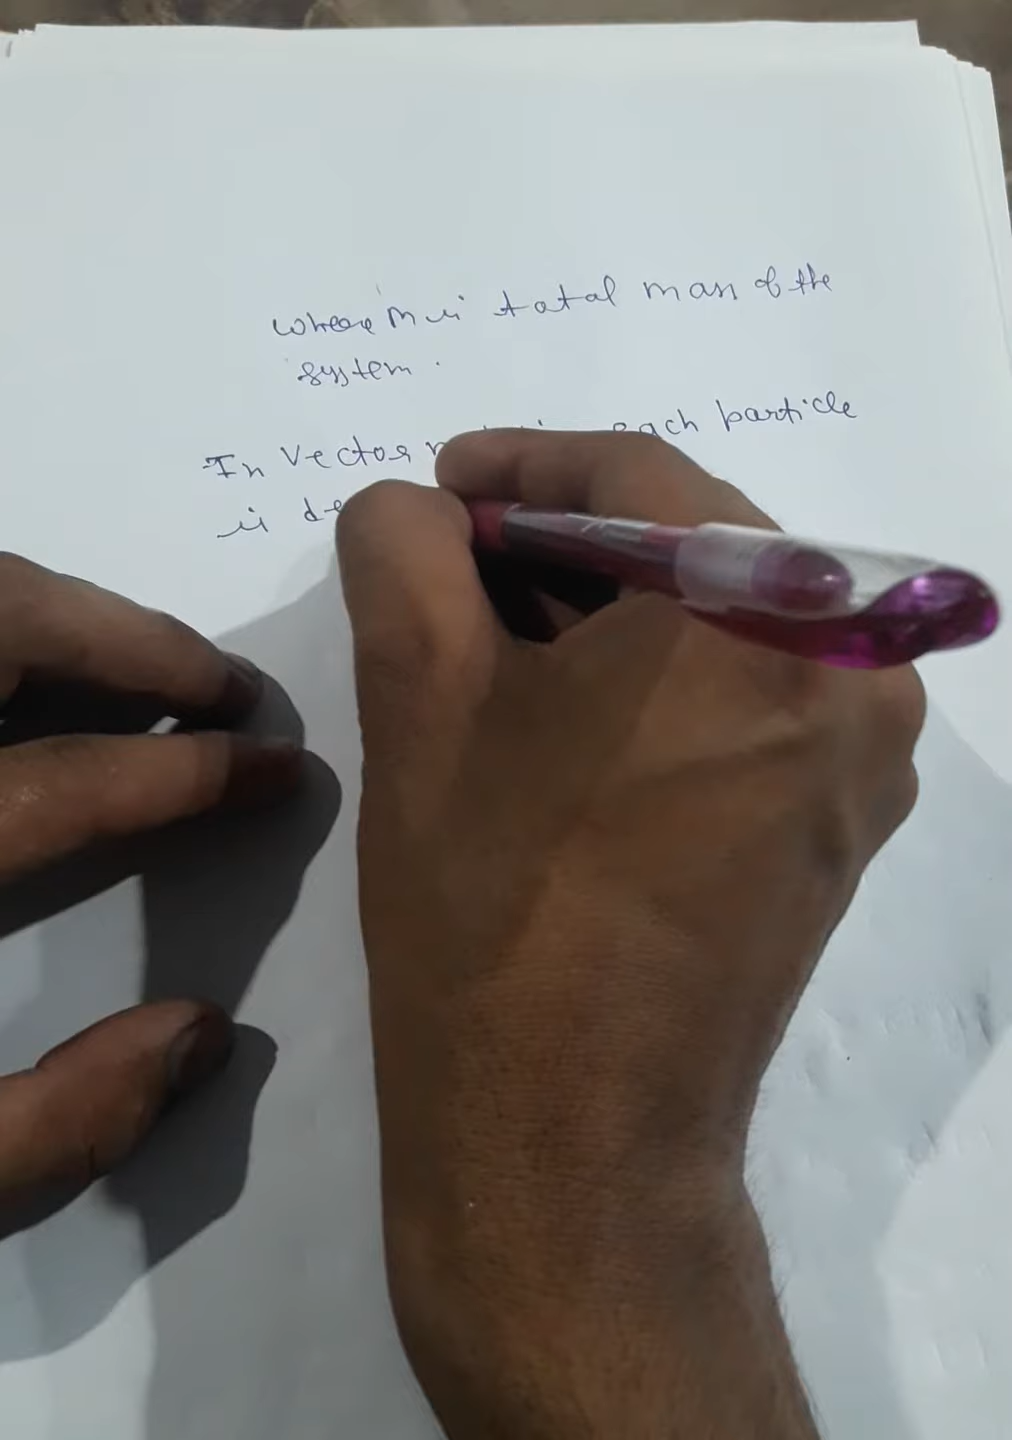 where M is total mass of the
system.
In Vector each particle
is